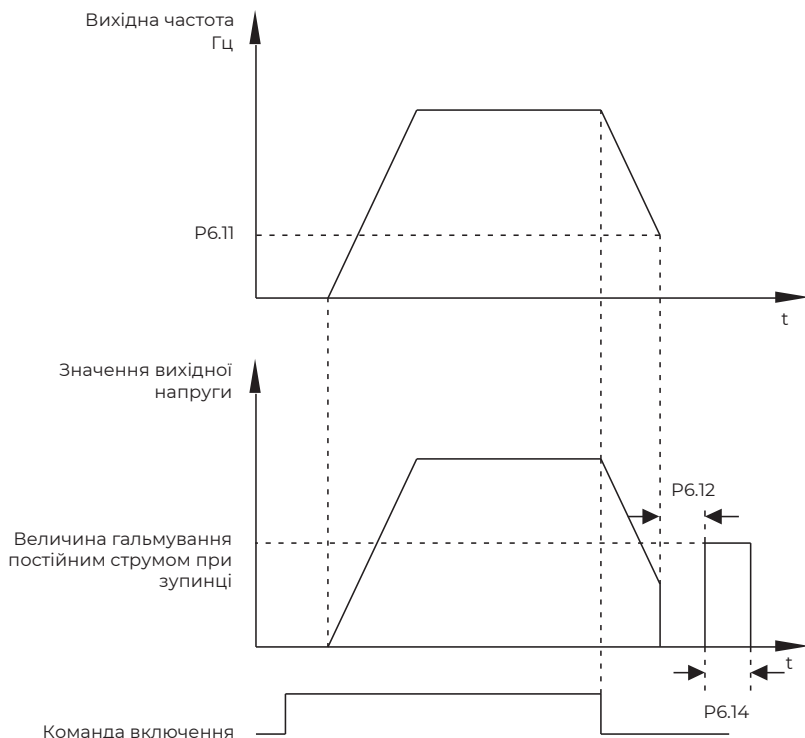 Вихідна частота
Гц
P6.11
t
Значення вихідної
напруги
P6.12
Величина гальмування
постійним струмом при
зупинці
t
P6.14
Команда включення